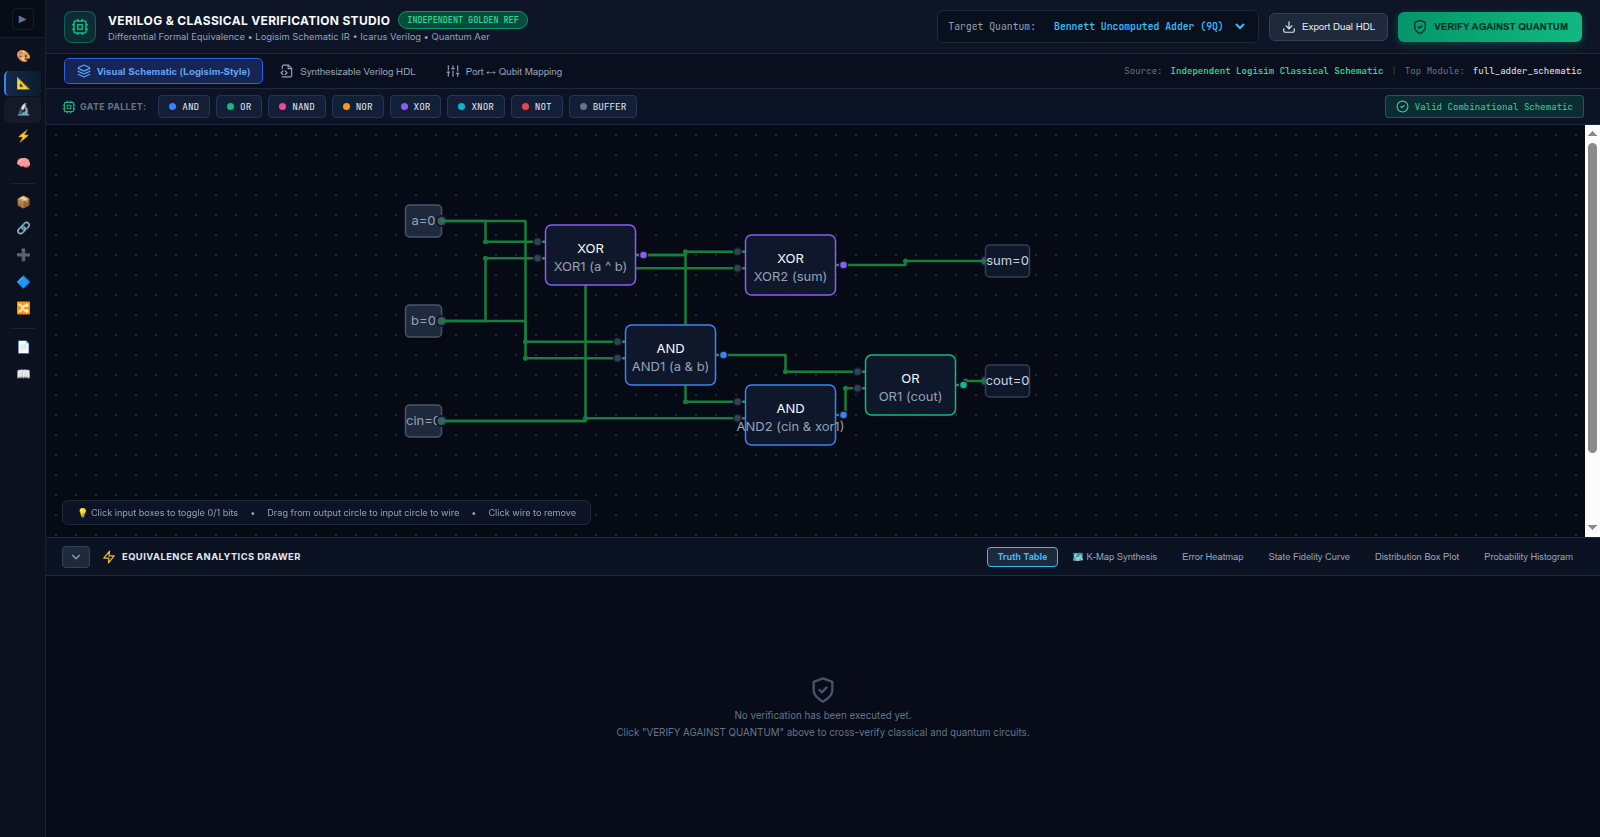 VERILOG & CLASSICAL VERIFICATION STUDIO
INDEPENDENT GOLDEN REF
Differential Formal Equivalence • Logisim Schematic IR • Icarus Verilog • Quantum Aer
Target Quantum: Bennett Uncomputed Adder (9Q)
Export Dual HDL
VERIFY AGAINST QUANTUM
Visual Schematic (Logisim-Style)
Synthesizable Verilog HDL
Port ↔ Qubit Mapping
Source: Independent Logisim Classical Schematic | Top Module: full_adder_schematic
GATE PALLET:
AND
OR
NAND
NOR
XOR
XNOR
NOT
BUFFER
Valid Combinational Schematic
a=0
XOR
XOR1 (a ^ b)
XOR
XOR2 (sum)
sum=0
b=0
AND
AND1 (a & b)
OR
OR1 (cout)
cout=0
cin=0
AND
AND2 (cin & xor1)
💡 Click input boxes to toggle 0/1 bits • Drag from output circle to input circle to wire • Click wire to remove
EQUIVALENCE ANALYTICS DRAWER
Truth Table
K-Map Synthesis
Error Heatmap
State Fidelity Curve
Distribution Box Plot
Probability Histogram
No verification has been executed yet.
Click "VERIFY AGAINST QUANTUM" above to cross-verify classical and quantum circuits.